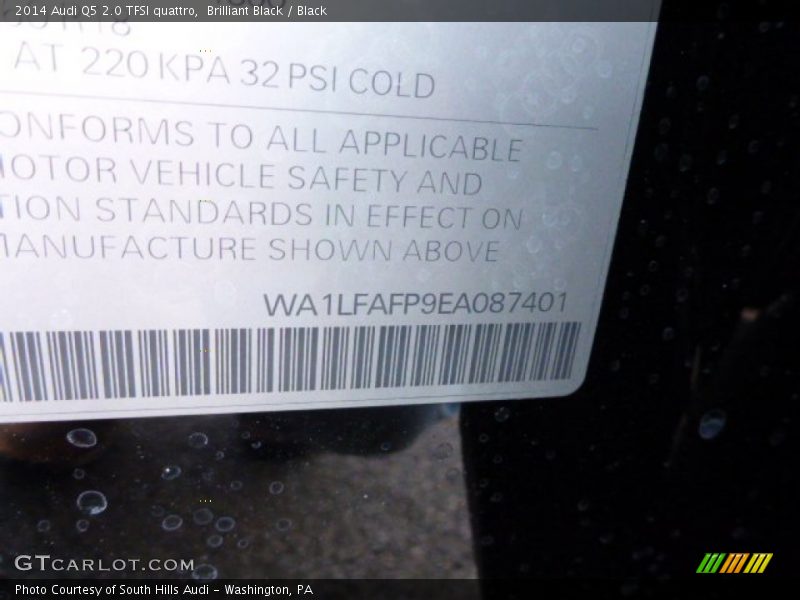 2014 Audi Q5 2.0 TFSI quattro, Brilliant Black / Black
AT 220 KPA 32 PSI COLD
ONFORMS TO ALL APPLICABLE
OTOR VEHICLE SAFETY AND
TION STANDARDS IN EFFECT ON
ANUFACTURE SHOWN ABOVE
WA1LFAFP9EA087401
GTCARLOT.COM
Photo Courtesy of South Hills Audi - Washington, PA